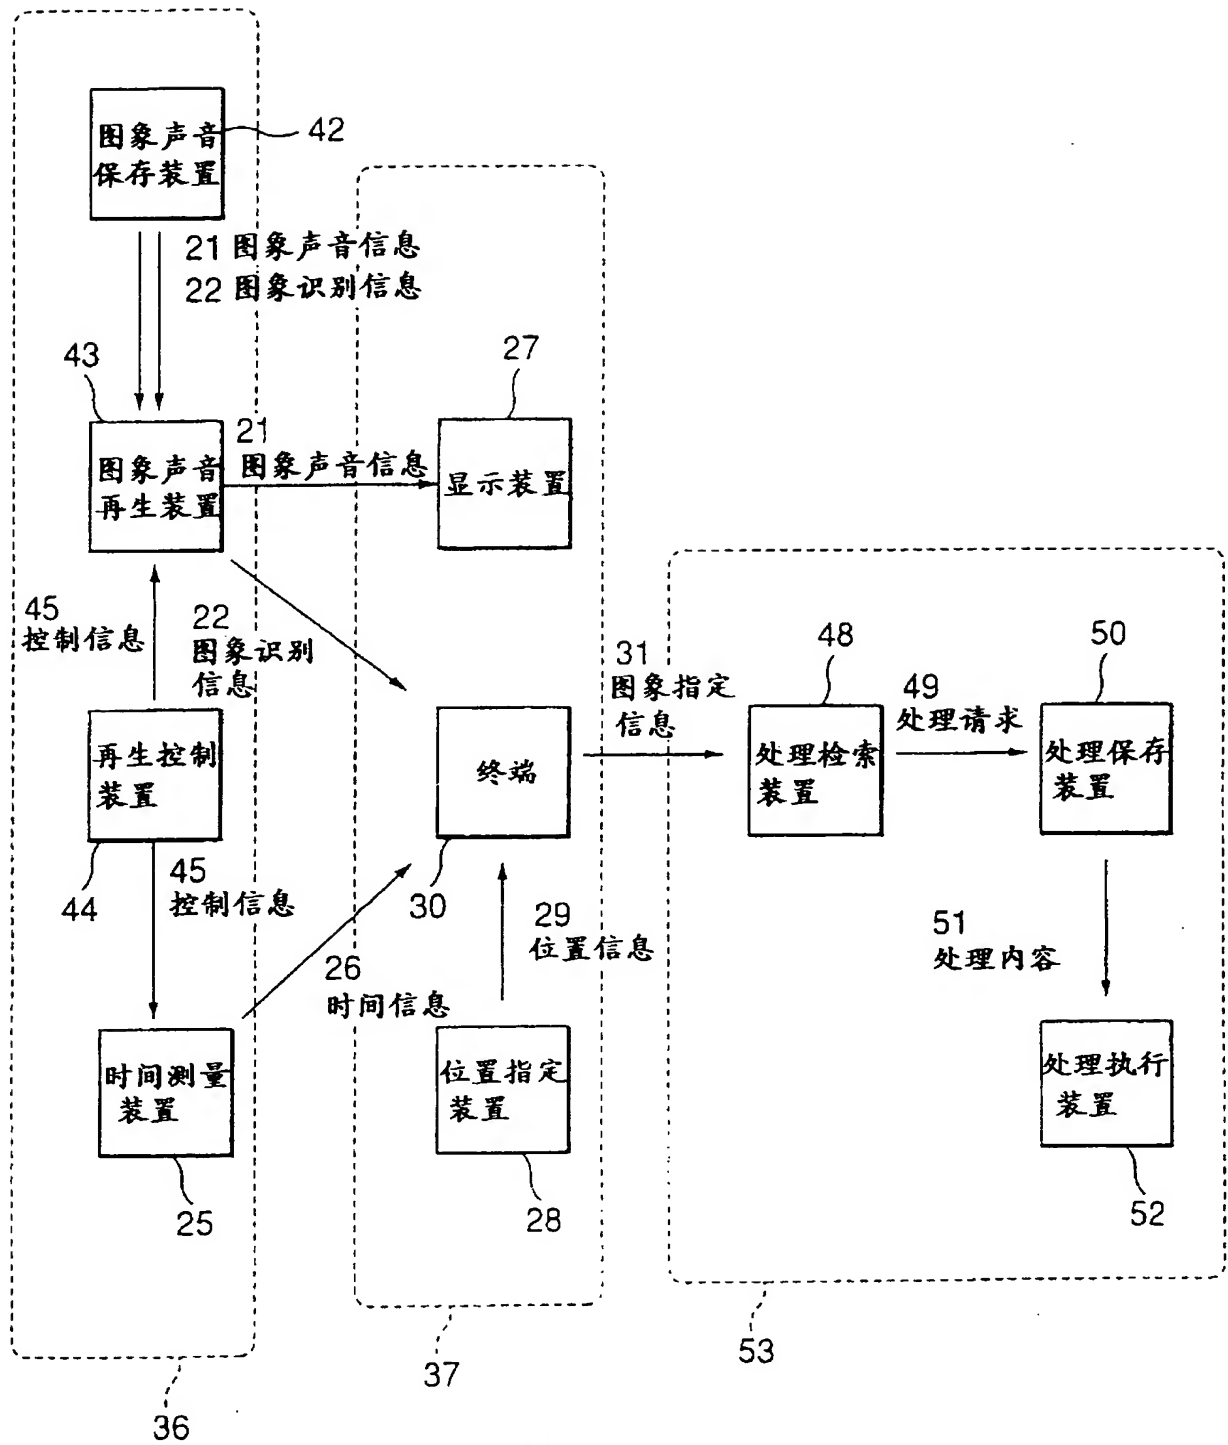 图象声音
保存装置
42
21 图象声音信息
22 图象识别信息
43
图象声音
再生装置
21
图象声音信息
27
显示装置
45
控制信息
22
图象识别
信息
再生控制
装置
44
45
控制信息
终端
30
31
图象指定
信息
48
处理检索
装置
49
处理请求
50
处理保存
装置
26
时间信息
29
位置信息
51
处理内容
时间测量
装置
25
位置指定
装置
28
处理执行
装置
52
36
37
53